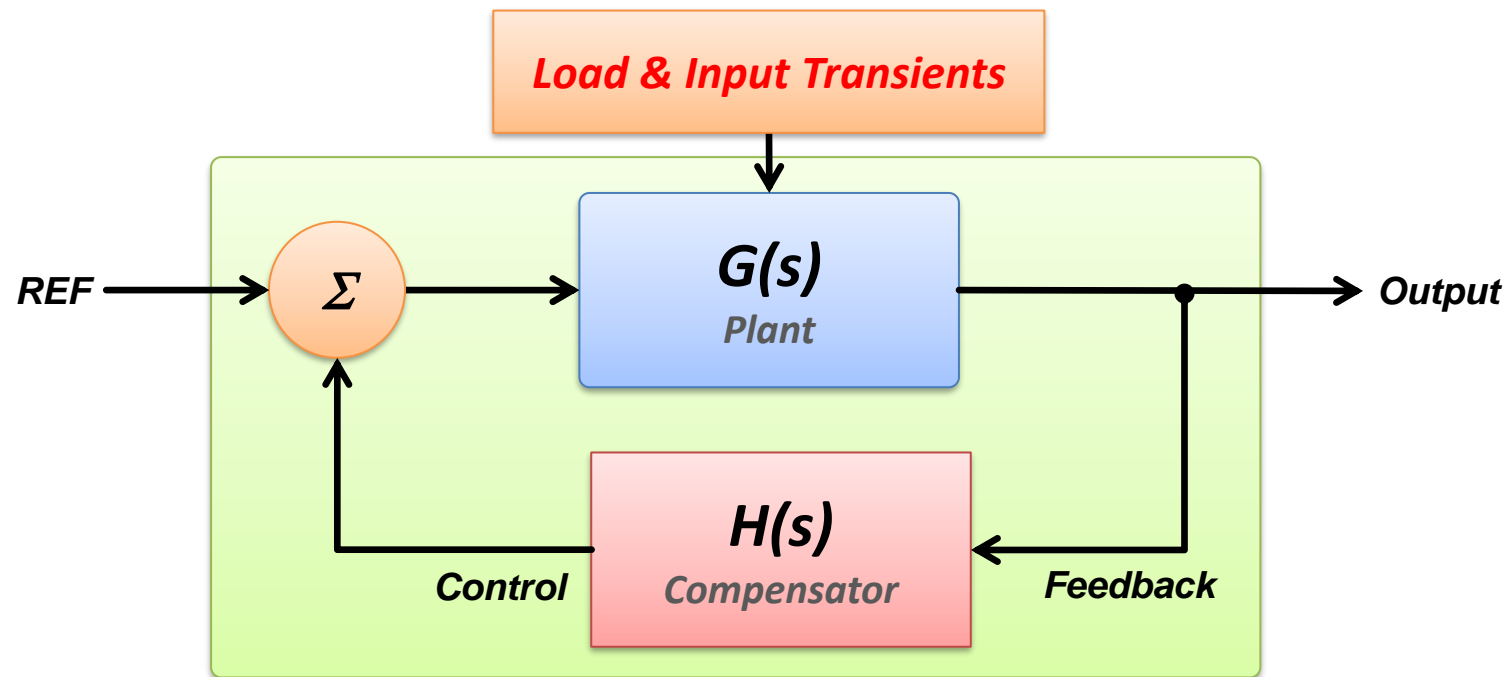 Load & Input Transients
REF
Σ
G(s)
Plant
Output
H(s)
Compensator
Control
Feedback